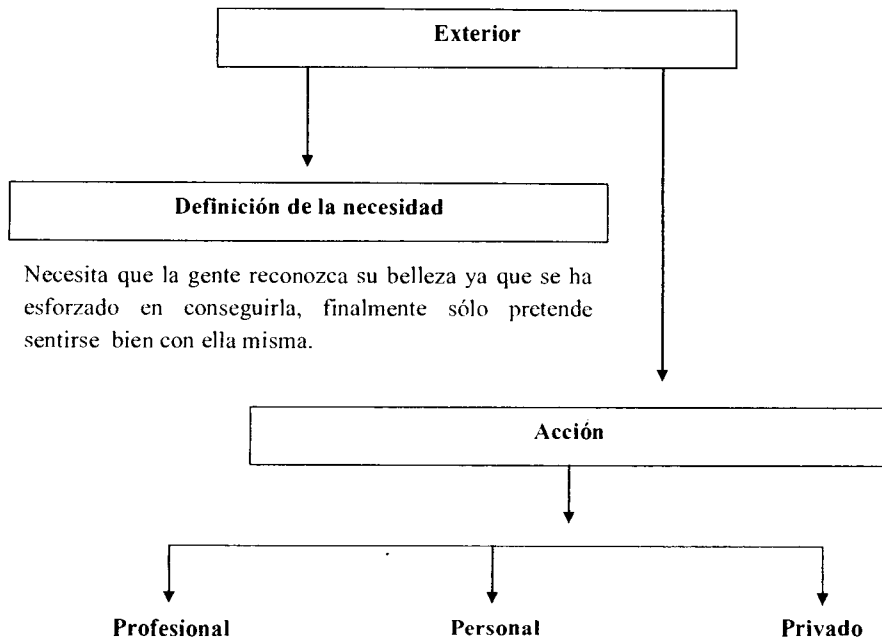 Exterior
Definición de la necesidad
Necesita que la gente reconozca su belleza ya que se ha
esforzado en conseguirla, finalmente sólo pretende
sentirse bien con ella misma.
Acción
Profesional Personal Privado